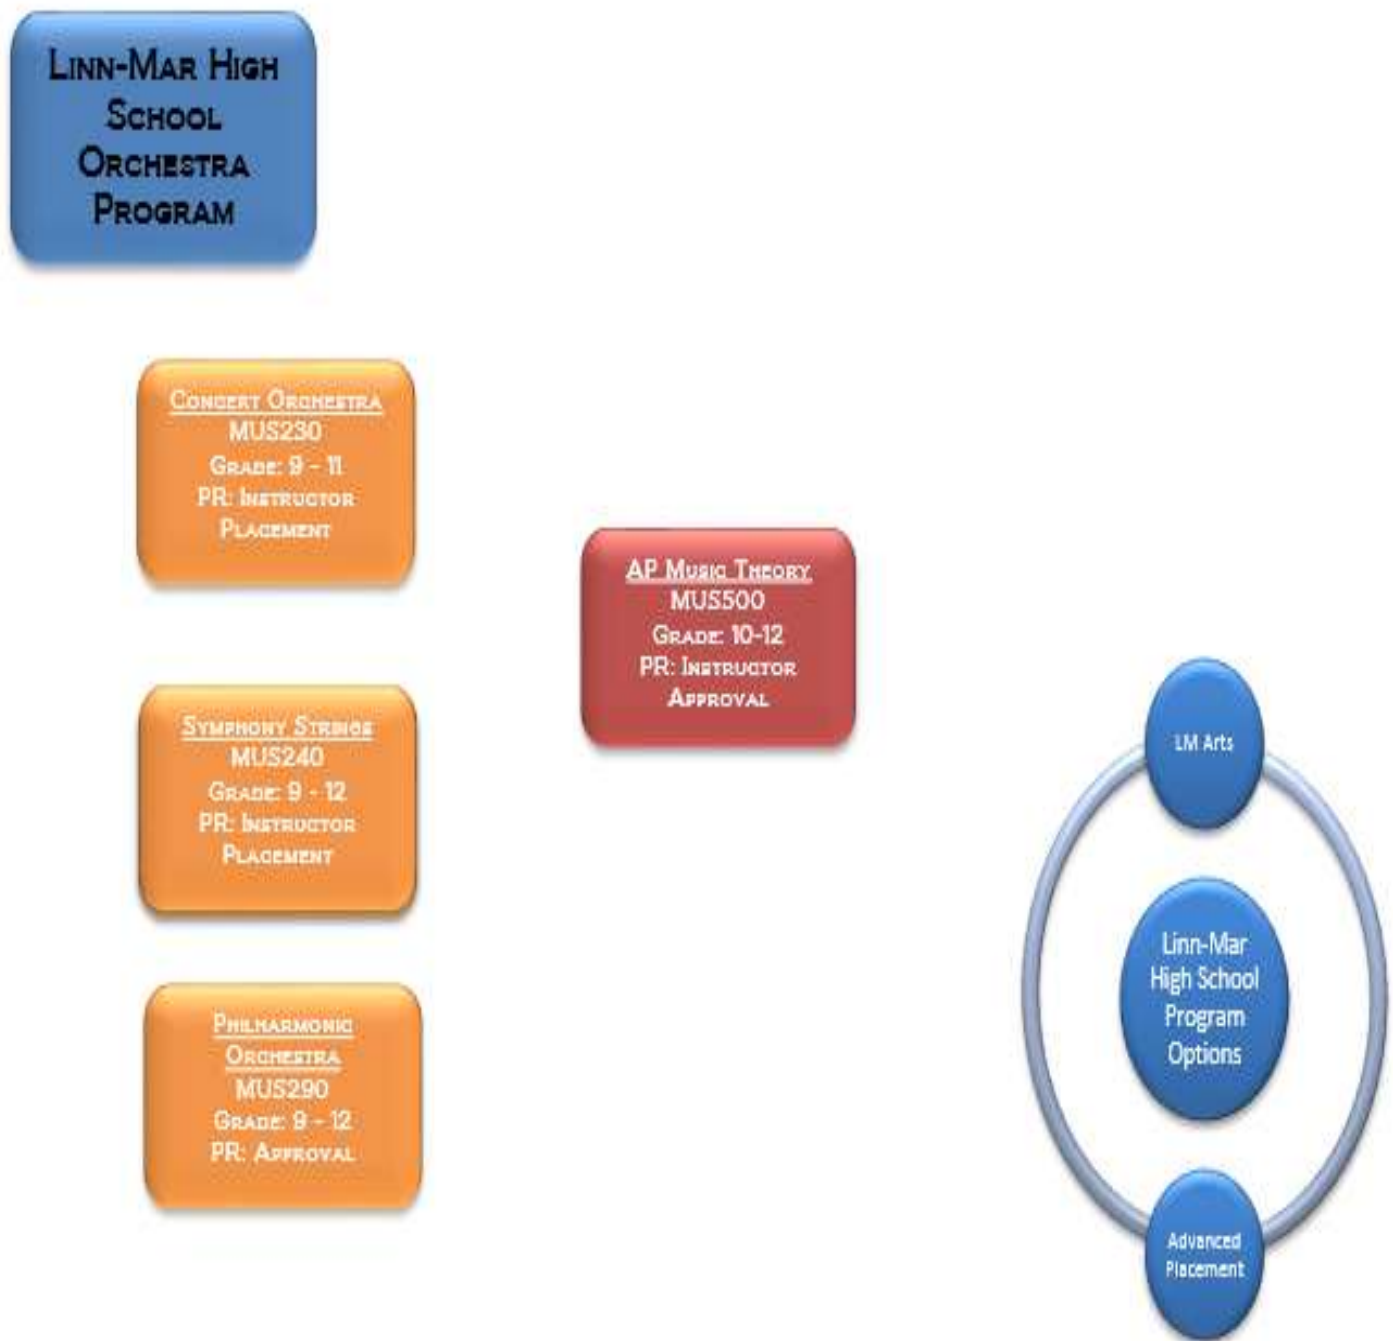 LINN-MAR HIGH
SCHOOL
ORCHESTRA
PROGRAM
CONCERT ORCHESTRA
MUS230
GRADE: 9 - 11
PR: INSTRUCTOR
PLACEMENT
SYMPHONY STRINGS
MUS240
GRADE: 9 - 12
PR: INSTRUCTOR
PLACEMENT
PHILHARMONIC
ORCHESTRA
MUS290
GRADE: 9 - 12
PR: APPROVAL
AP MUSIC THEORY
MUS500
GRADE: 10-12
PR: INSTRUCTOR
APPROVAL
LM Arts
Linn-Mar
High School
Program
Options
Advanced
Placement